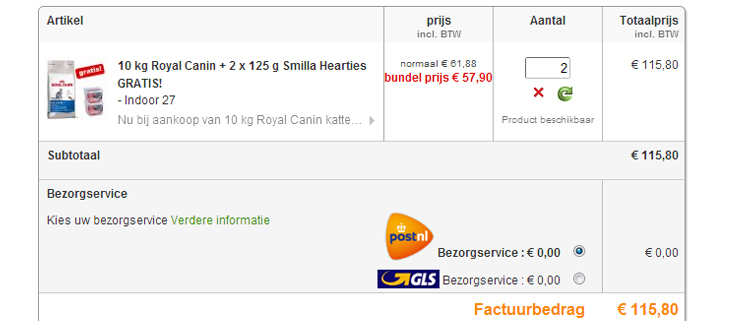 Artikel
prijs
incl. BTW
Aantal
Totaalprijs
incl. BTW
gratis!
ROYAL CANIN
10 kg Royal Canin + 2 x 125 g Smilla Hearties
GRATIS!
- Indoor 27
Nu bij aankoop van 10 kg Royal Canin katte...
normaal € 61,88
bundel prijs € 57,90
2
Product beschikbaar
€ 115,80
Subtotaal
€ 115,80
Bezorgservice
Kies uw bezorgservice Verdere informatie
postnl
Bezorgservice : € 0,00
€ 0,00
GLS
Bezorgservice : € 0,00
Factuurbedrag
€ 115,80